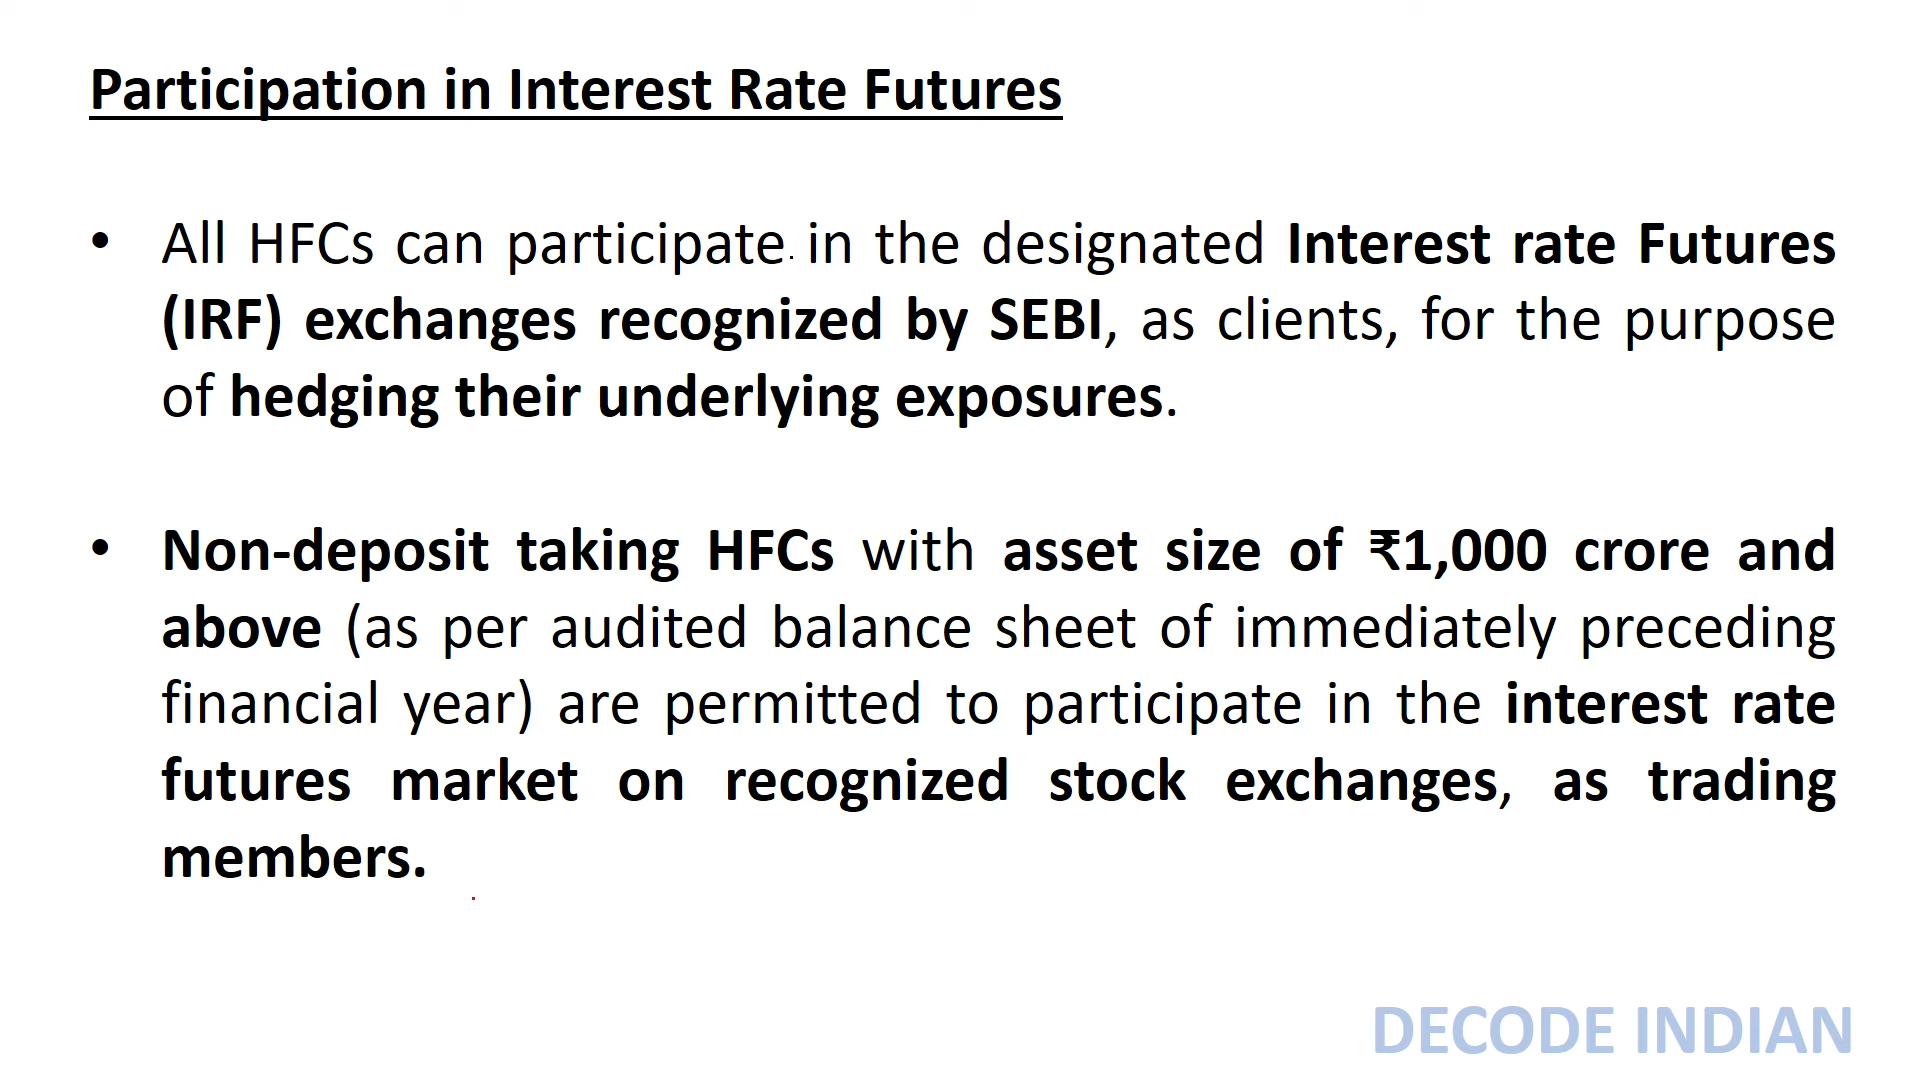 Participation in Interest Rate Futures
• All HFCs can participate in the designated Interest rate Futures
(IRF) exchanges recognized by SEBI, as clients, for the purpose
of hedging their underlying exposures.
• Non-deposit taking HFCs with asset size of ₹1,000 crore and
above (as per audited balance sheet of immediately preceding
financial year) are permitted to participate in the interest rate
futures market on recognized stock exchanges, as trading
members.
DECODE INDIAN